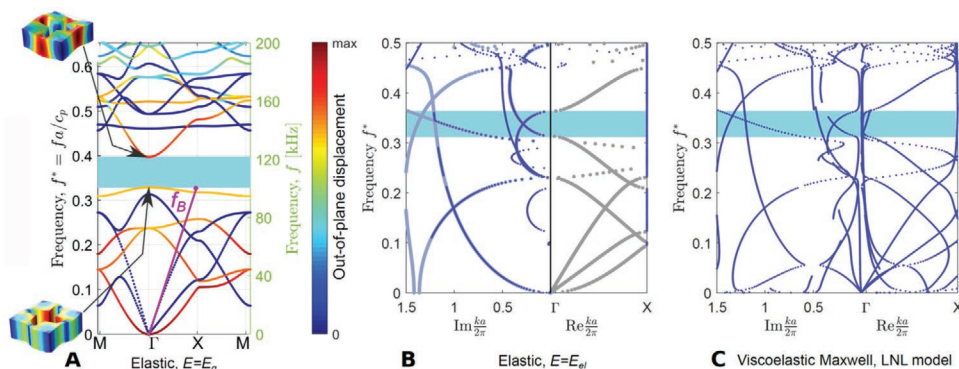 Frequency, f* = fa/c_p
0.6
0.5
0.4
0.3
0.2
0.1
0
M Γ X M
f_B
200
160
120
80
40
0
Frequency, f [kHz]
max
0
Out-of-plane displacement
A
Elastic, E=E_g
Frequency f*
0.5
0.4
0.3
0.2
0.1
0
1.5 1 0.5 Γ X
Im ka/2π Re ka/2π
B
Elastic, E=E_el
Frequency f*
0.5
0.4
0.3
0.2
0.1
0
1.5 1 0.5 Γ X
Im ka/2π Re ka/2π
C
Viscoelastic Maxwell, LNL model